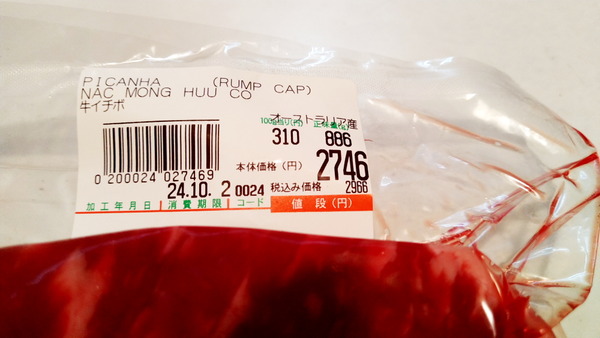 PICANHA (RUMP CAP)
NAC MONG HUU CO
牛イチボ
オーストラリア産
100g当り(円) 正味量(g)
310 886
本体価格(円) 2746
0 200024 027469
24.10. 2 0024 税込み価格 2966
加工年月日 消費期限 コード 値段(円)